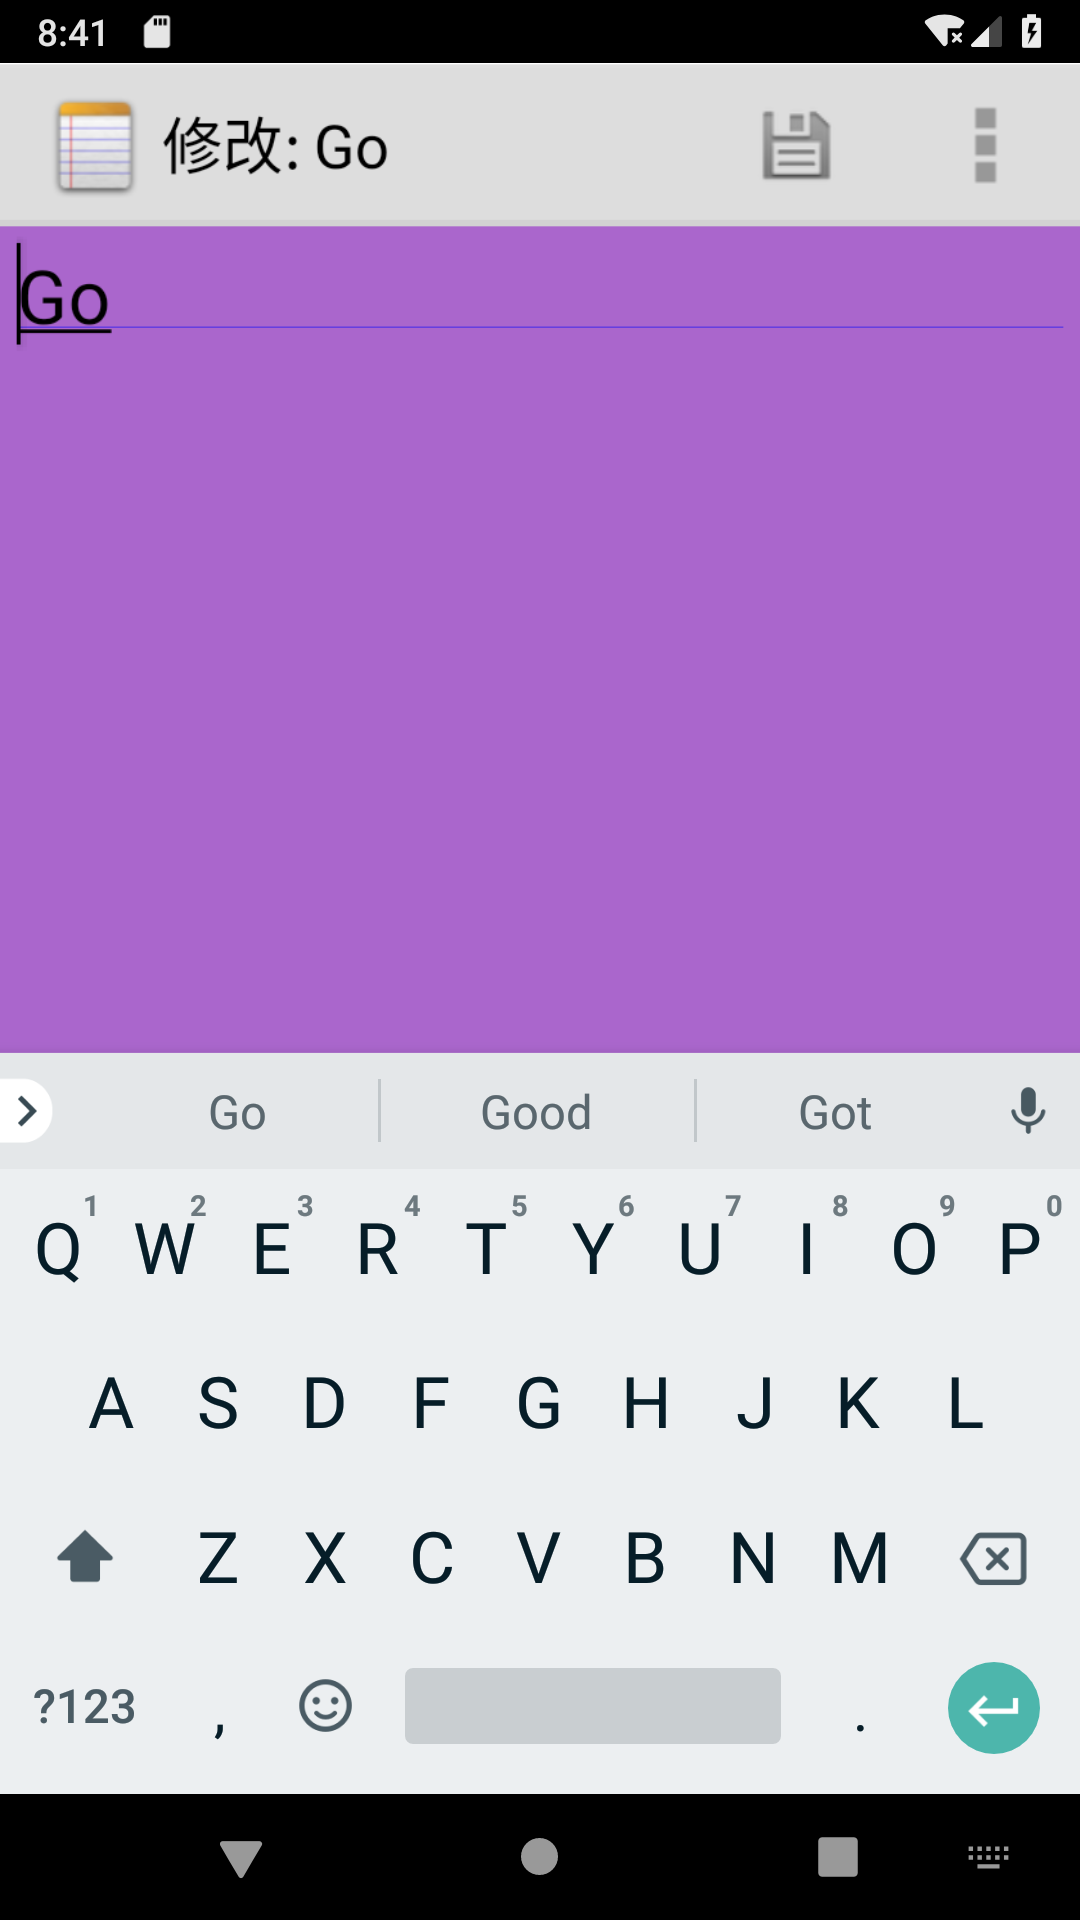 8:41
修改: Go
Go
Go Good Got
1 2 3 4 5 6 7 8 9 0
Q W E R T Y U I O P
A S D F G H J K L
Z X C V B N M
?123 , .